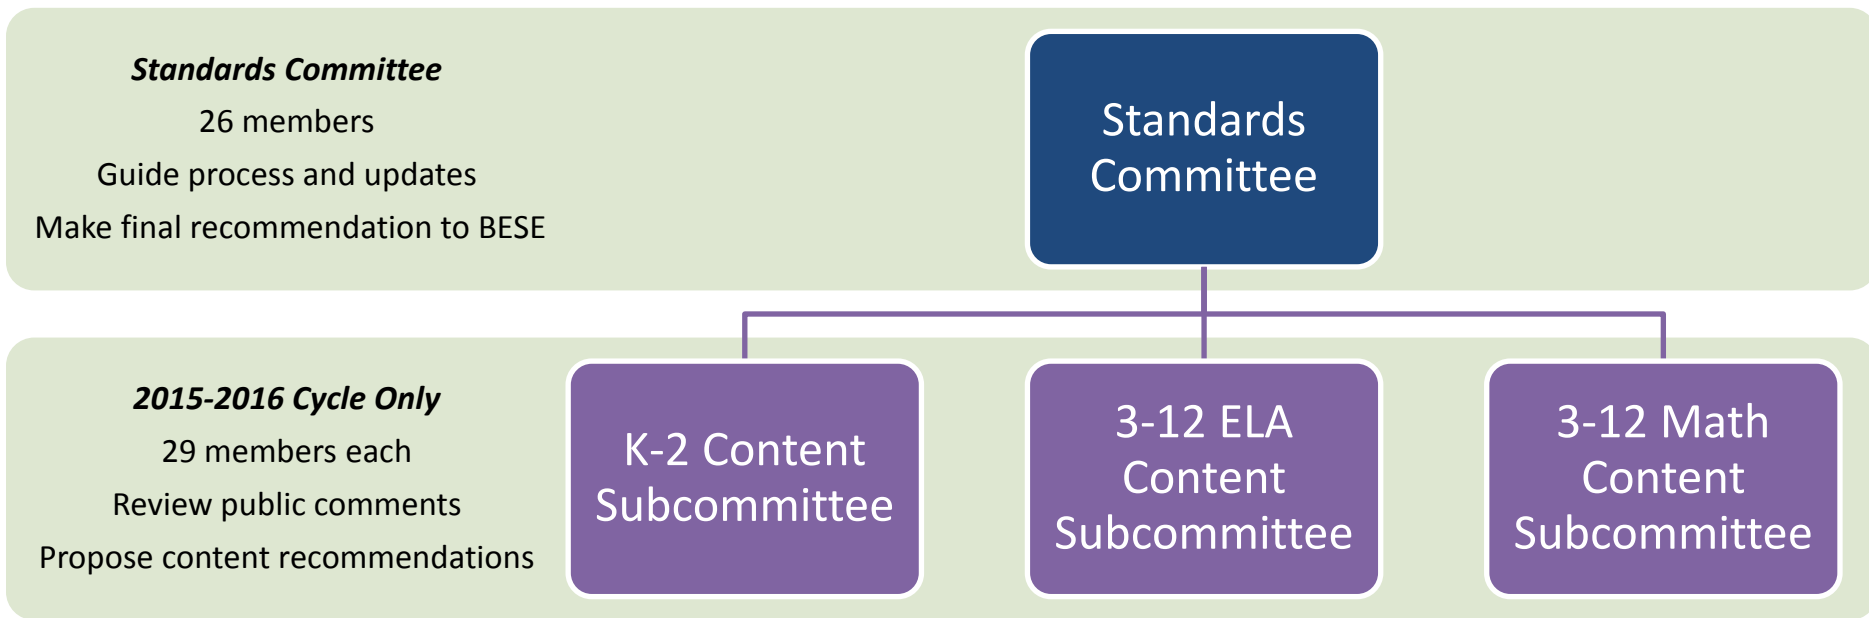 Standards Committee
26 members
Guide process and updates
Make final recommendation to BESE
Standards
Committee
2015-2016 Cycle Only
29 members each
Review public comments
Propose content recommendations
K-2 Content
Subcommittee
3-12 ELA
Content
Subcommittee
3-12 Math
Content
Subcommittee